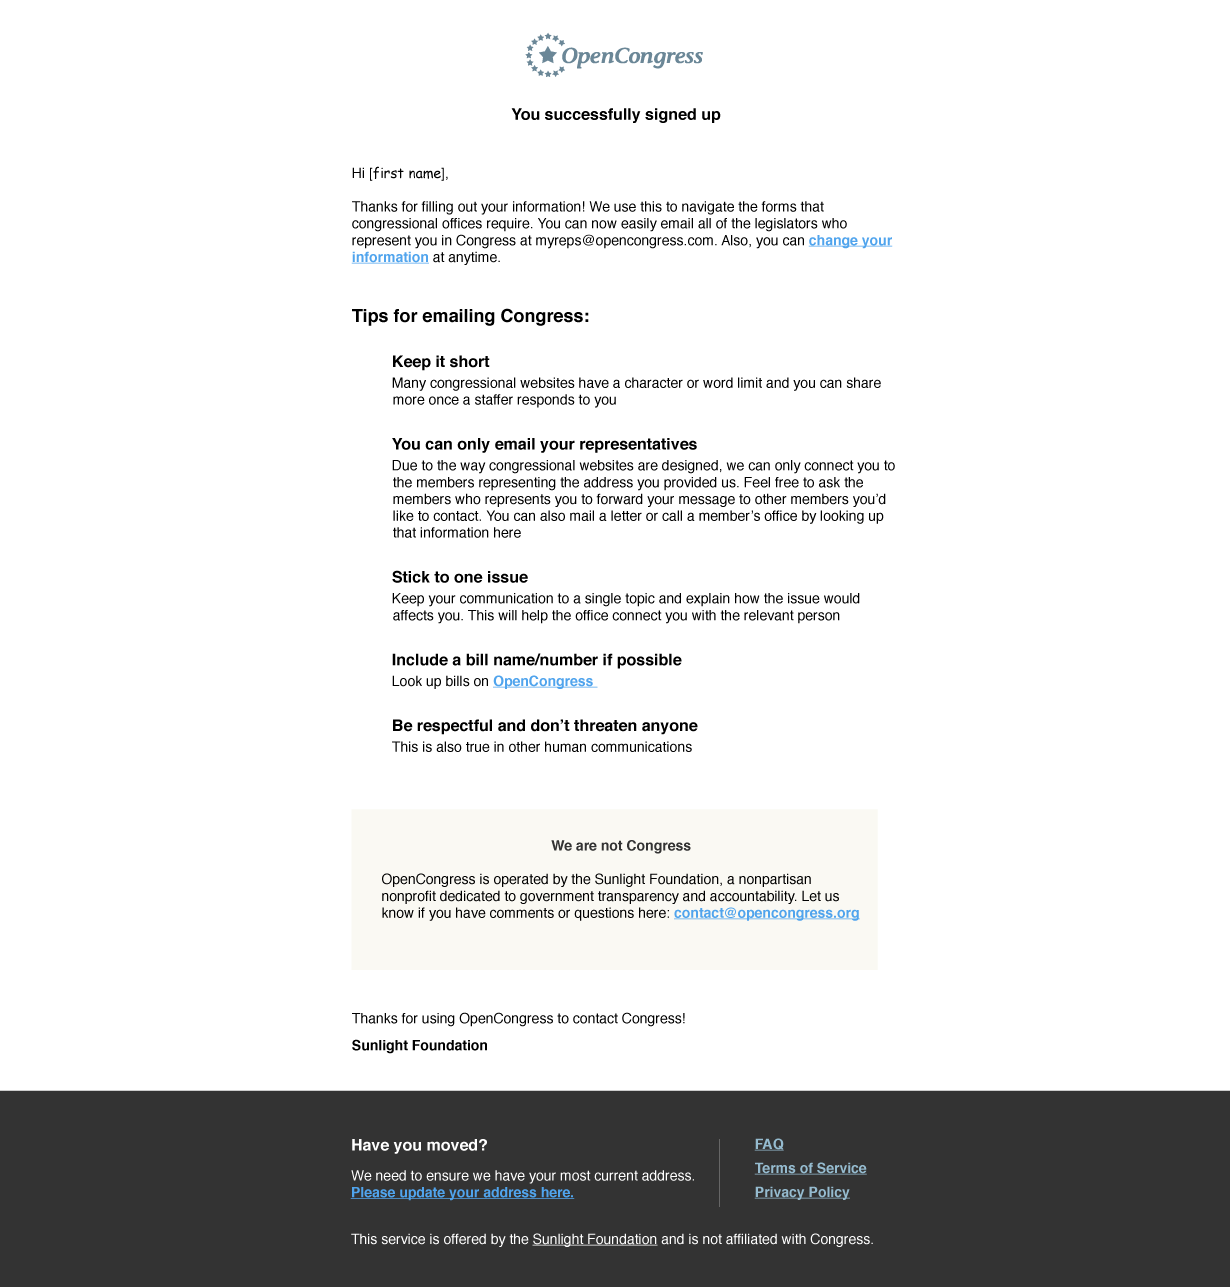 OpenCongress
You successfully signed up
Hi [first name],
Thanks for filling out your information! We use this to navigate the forms that
congressional offices require. You can now easily email all of the legislators who
represent you in Congress at myreps@opencongress.com. Also, you can change your
information at anytime.
Tips for emailing Congress:
Keep it short
Many congressional websites have a character or word limit and you can share
more once a staffer responds to you
You can only email your representatives
Due to the way congressional websites are designed, we can only connect you to
the members representing the address you provided us. Feel free to ask the
members who represents you to forward your message to other members you’d
like to contact. You can also mail a letter or call a member’s office by looking up
that information here
Stick to one issue
Keep your communication to a single topic and explain how the issue would
affects you. This will help the office connect you with the relevant person
Include a bill name/number if possible
Look up bills on OpenCongress
Be respectful and don’t threaten anyone
This is also true in other human communications
We are not Congress
OpenCongress is operated by the Sunlight Foundation, a nonpartisan
nonprofit dedicated to government transparency and accountability. Let us
know if you have comments or questions here: contact@opencongress.org
Thanks for using OpenCongress to contact Congress!
Sunlight Foundation
Have you moved?
We need to ensure we have your most current address.
Please update your address here.
FAQ
Terms of Service
Privacy Policy
This service is offered by the Sunlight Foundation and is not affiliated with Congress.